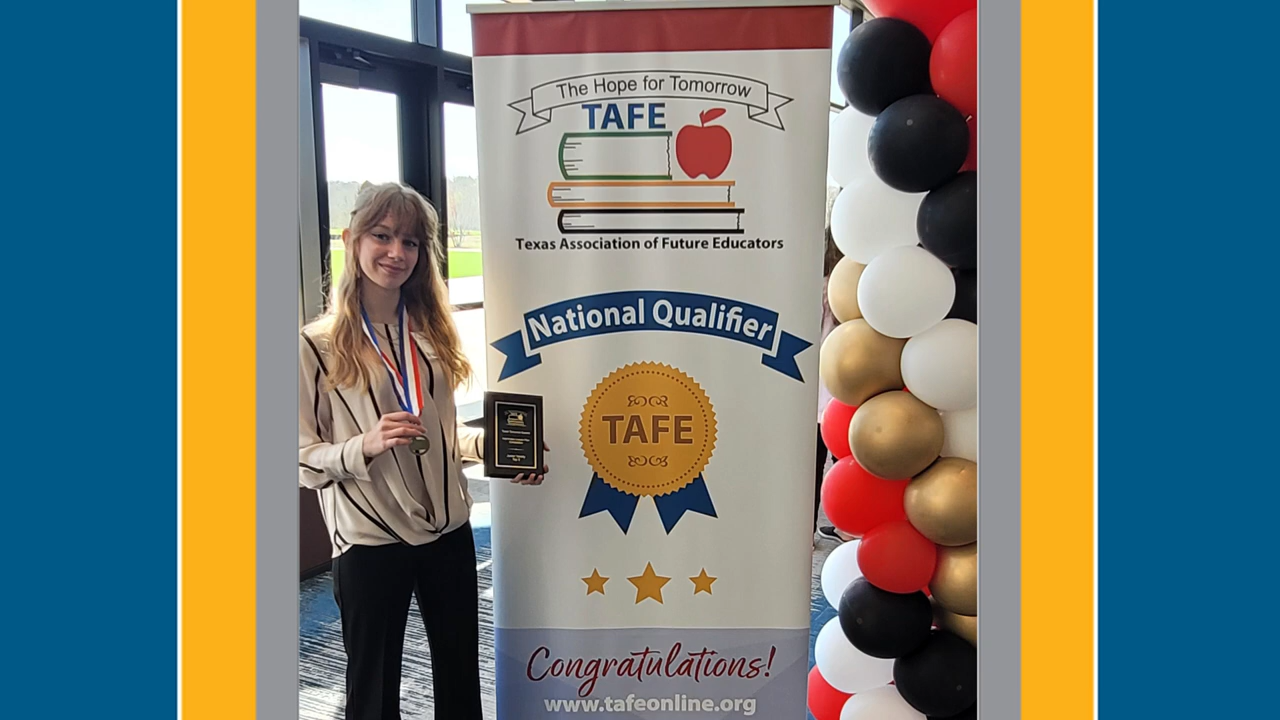 The Hope for Tomorrow
TAFE
Texas Association of Future Educators
National Qualifier
TAFE
Congratulations!
www.tafeonline.org